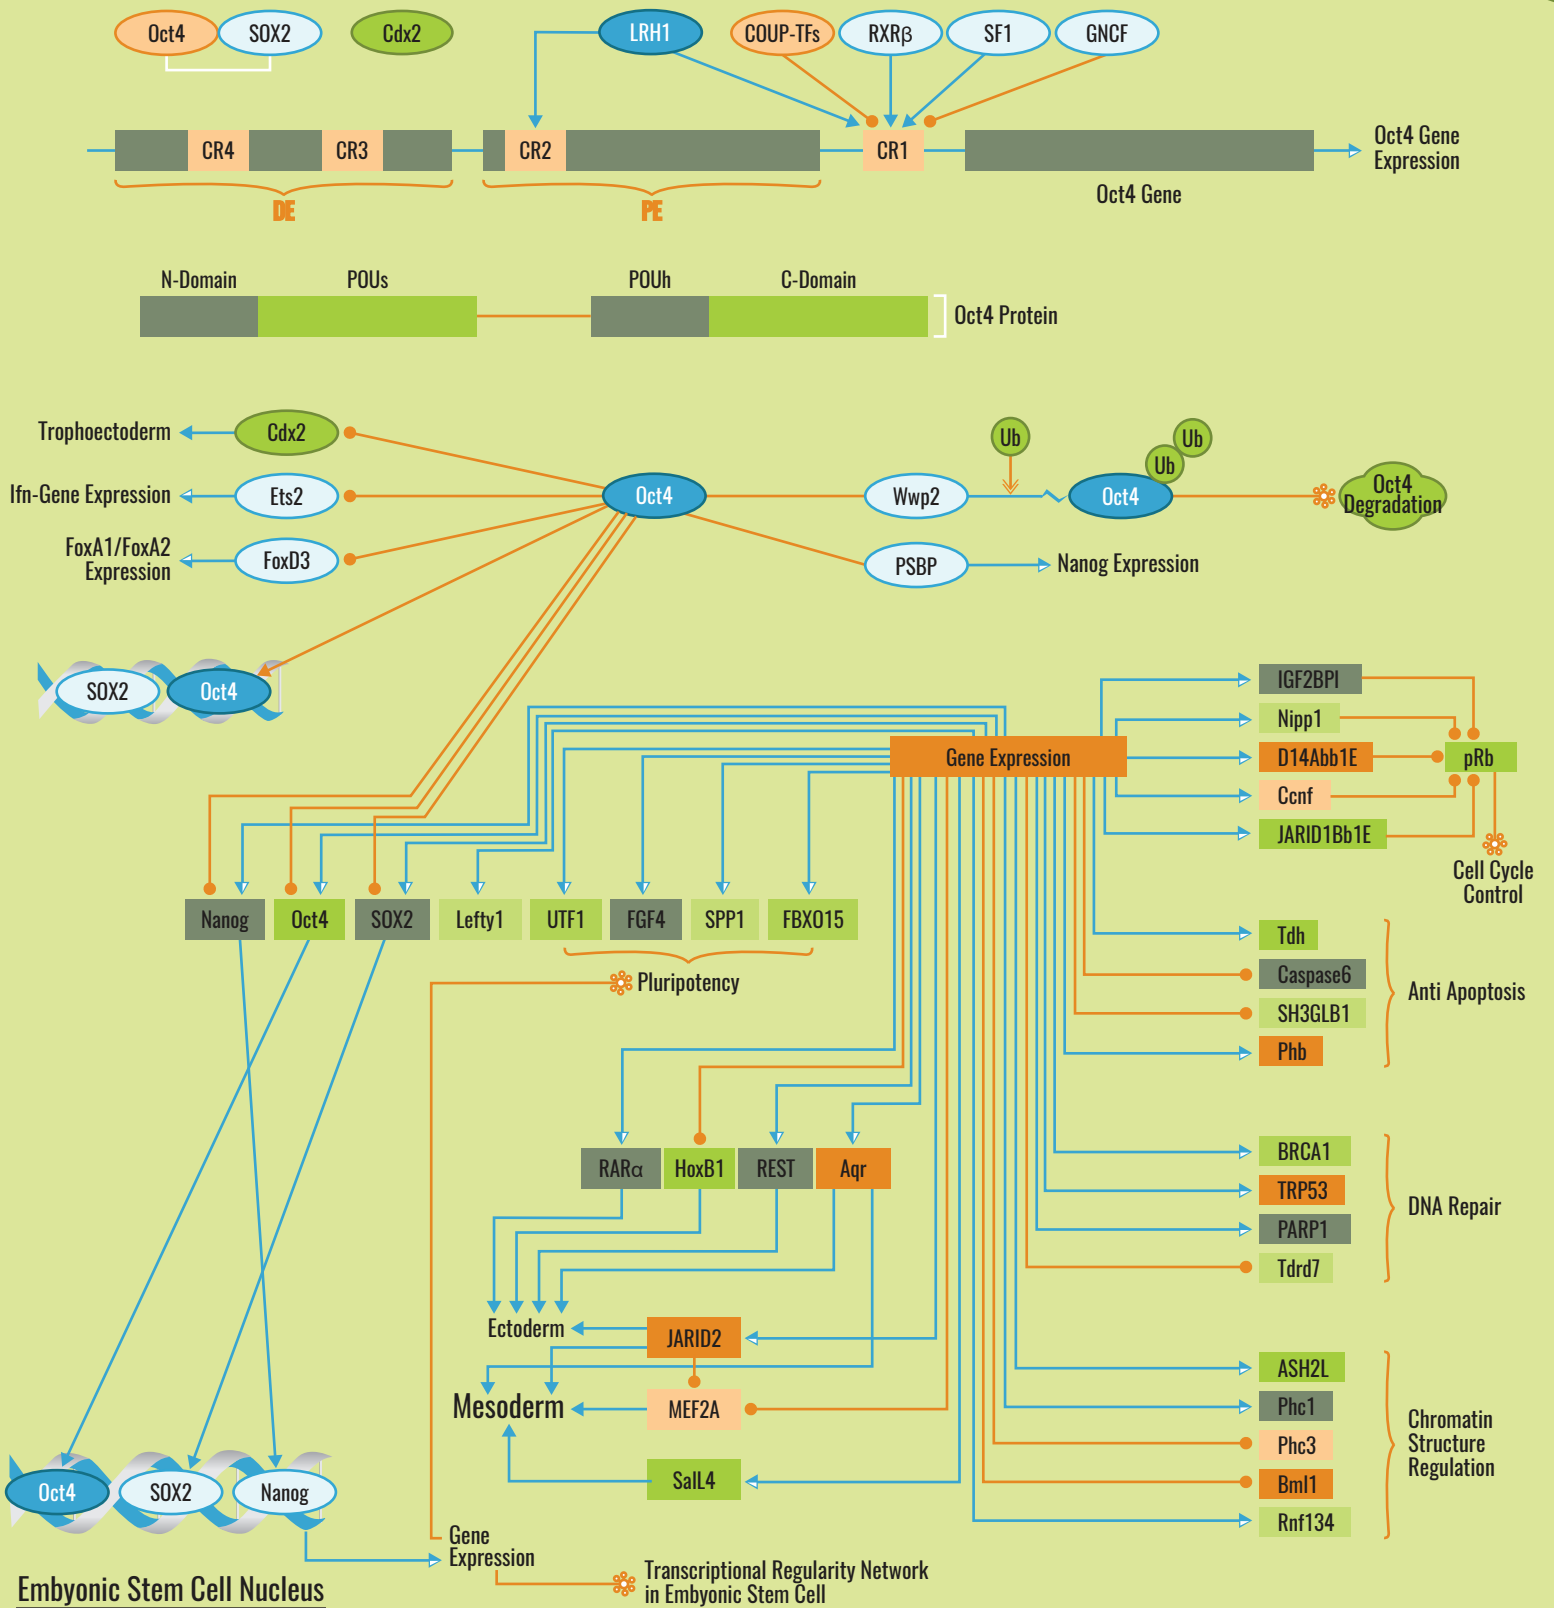 Oct4
SOX2
Cdx2
LRH1
COUP-TFs
RXRβ
SF1
GNCF
CR4
CR3
CR2
CR1
Oct4 Gene
Expression
DE
PE
Oct4 Gene
N-Domain
POUs
POUh
C-Domain
Oct4 Protein
Trophoectoderm
Cdx2
Ub
Ub
Ub
Ifn-Gene Expression
Ets2
Oct4
Wwp2
Oct4
Oct4
Degradation
FoxA1/FoxA2
Expression
FoxD3
PSBP
Nanog Expression
SOX2
Oct4
IGF2BPI
Nipp1
Gene Expression
D14Abb1E
pRb
Ccnf
JARID1Bb1E
Cell Cycle
Control
Nanog
Oct4
SOX2
Lefty1
UTF1
FGF4
SPP1
FBXO15
Pluripotency
Tdh
Caspase6
SH3GLB1
Phb
Anti Apoptosis
RARα
HoxB1
REST
Aqr
BRCA1
TRP53
PARP1
Tdrd7
DNA Repair
Ectoderm
JARID2
Mesoderm
MEF2A
SalL4
ASH2L
Phc1
Phc3
Bml1
Rnf134
Chromatin
Structure
Regulation
Oct4
SOX2
Nanog
Gene
Expression
Transcriptional Regularity Network
in Embyonic Stem Cell
Embyonic Stem Cell Nucleus